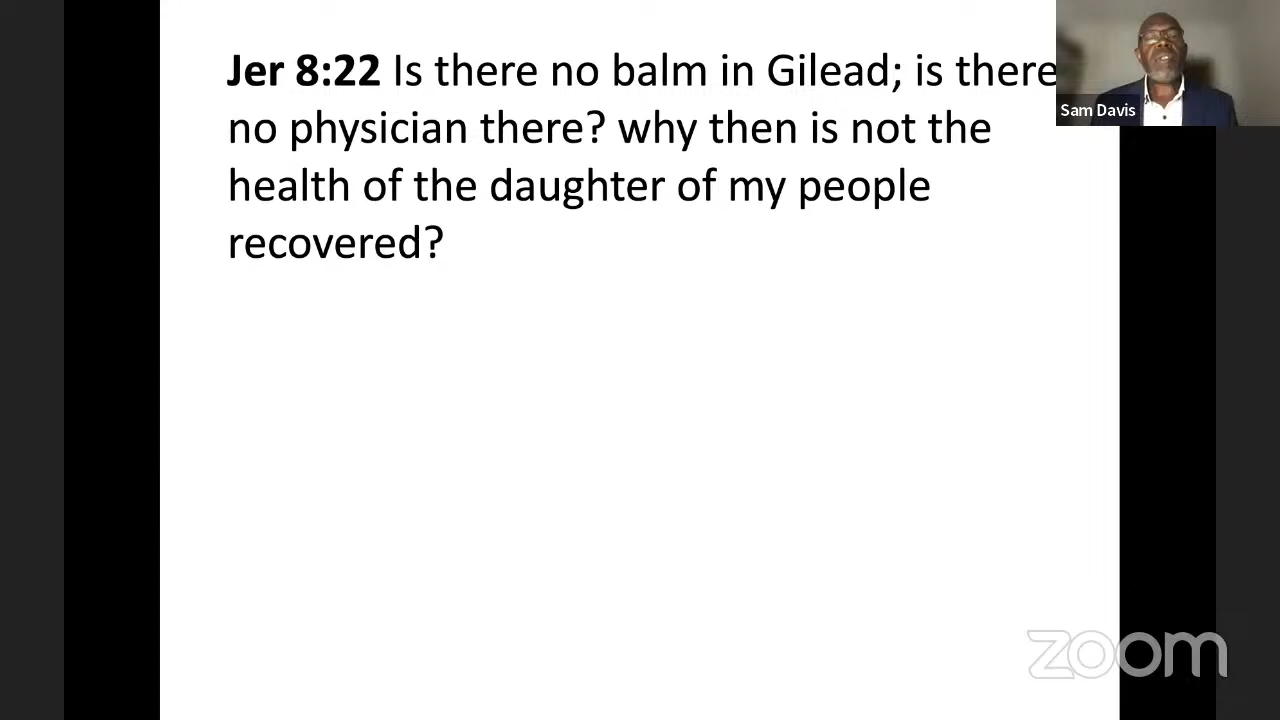 Jer 8:22 Is there no balm in Gilead; is there
no physician there? why then is not the
health of the daughter of my people
recovered?
Sam Davis
zoom